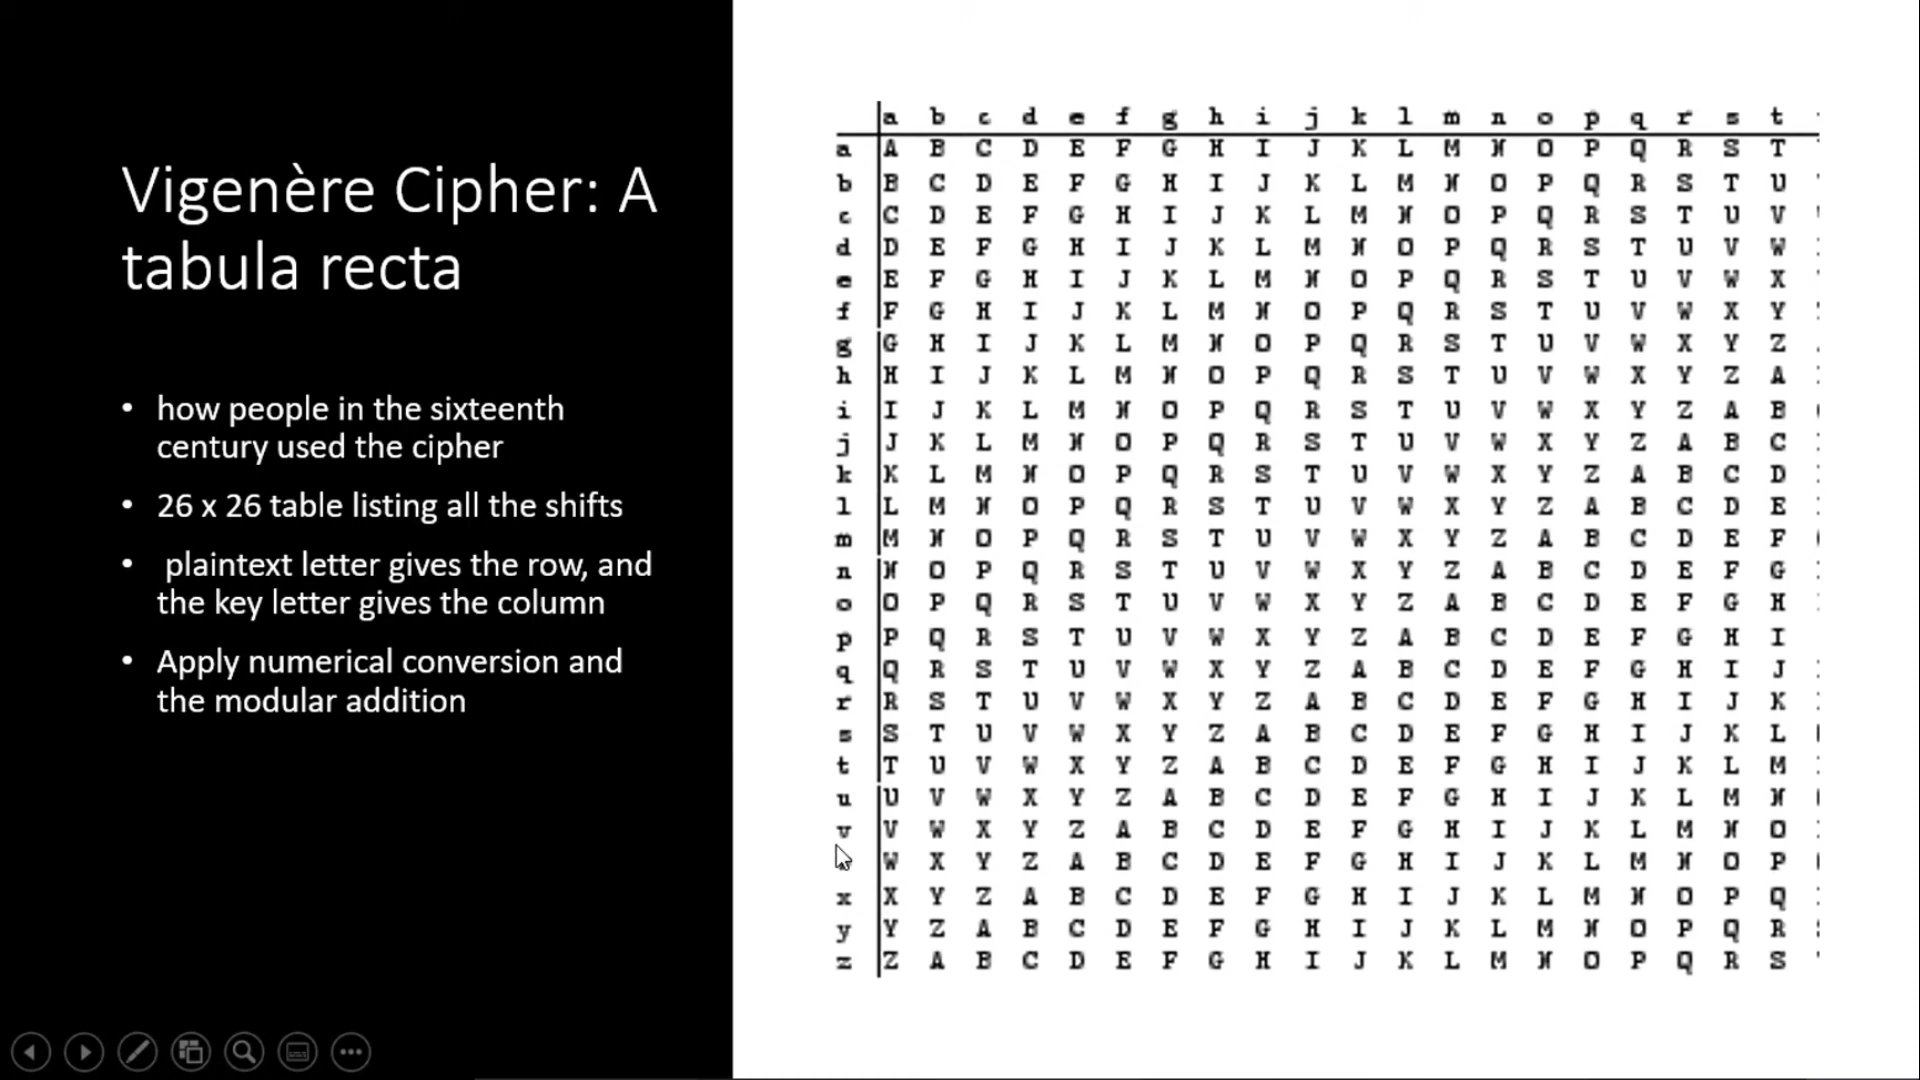 Vigenère Cipher: A
tabula recta
• how people in the sixteenth
century used the cipher
• 26 x 26 table listing all the shifts
• plaintext letter gives the row, and
the key letter gives the column
• Apply numerical conversion and
the modular addition
a b c d e f g h i j k l m n o p q r s t
a A B C D E F G H I J K L M N O P Q R S T
b B C D E F G H I J K L M N O P Q R S T U
c C D E F G H I J K L M N O P Q R S T U V
d D E F G H I J K L M N O P Q R S T U V W
e E F G H I J K L M N O P Q R S T U V W X
f F G H I J K L M N O P Q R S T U V W X Y
g G H I J K L M N O P Q R S T U V W X Y Z
h H I J K L M N O P Q R S T U V W X Y Z A
i I J K L M N O P Q R S T U V W X Y Z A B
j J K L M N O P Q R S T U V W X Y Z A B C
k K L M N O P Q R S T U V W X Y Z A B C D
l L M N O P Q R S T U V W X Y Z A B C D E
m M N O P Q R S T U V W X Y Z A B C D E F
n N O P Q R S T U V W X Y Z A B C D E F G
o O P Q R S T U V W X Y Z A B C D E F G H
p P Q R S T U V W X Y Z A B C D E F G H I
q Q R S T U V W X Y Z A B C D E F G H I J
r R S T U V W X Y Z A B C D E F G H I J K
s S T U V W X Y Z A B C D E F G H I J K L
t T U V W X Y Z A B C D E F G H I J K L M
u U V W X Y Z A B C D E F G H I J K L M N
v V W X Y Z A B C D E F G H I J K L M N O
W X Y Z A B C D E F G H I J K L M N O P
x X Y Z A B C D E F G H I J K L M N O P Q
y Y Z A B C D E F G H I J K L M N O P Q R
z Z A B C D E F G H I J K L M N O P Q R S